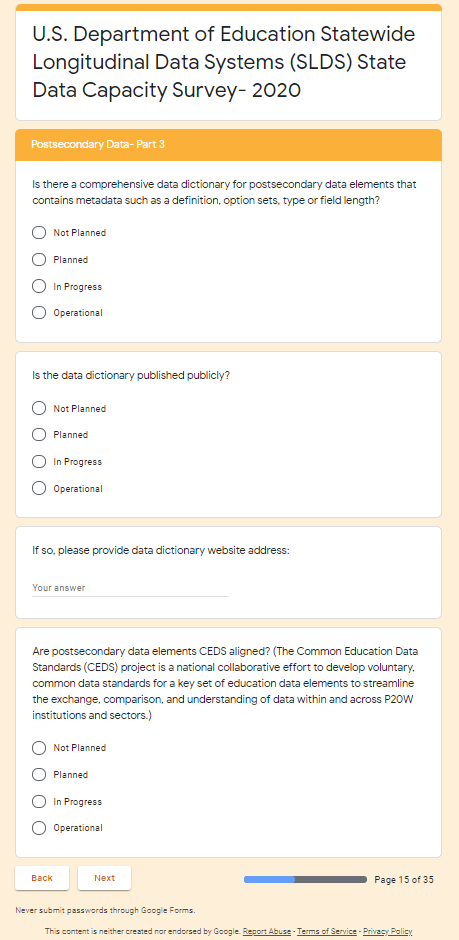 U.S. Department of Education Statewide
Longitudinal Data Systems (SLDS) State
Data Capacity Survey- 2020
Postsecondary Data- Part 3
Is there a comprehensive data dictionary for postsecondary data elements that
contains metadata such as a definition, option sets, type or field length?
Not Planned
Planned
In Progress
Operational
Is the data dictionary published publicly?
Not Planned
Planned
In Progress
Operational
If so, please provide data dictionary website address:
Your answer
Are postsecondary data elements CEDS aligned? (The Common Education Data
Standards (CEDS) project is a national collaborative effort to develop voluntary,
common data standards for a key set of education data elements to streamline
the exchange, comparison, and understanding of data within and across P20W
institutions and sectors.)
Not Planned
Planned
In Progress
Operational
Back Next Page 15 of 35
Never submit passwords through Google Forms.
This content is neither created nor endorsed by Google. Report Abuse - Terms of Service - Privacy Policy